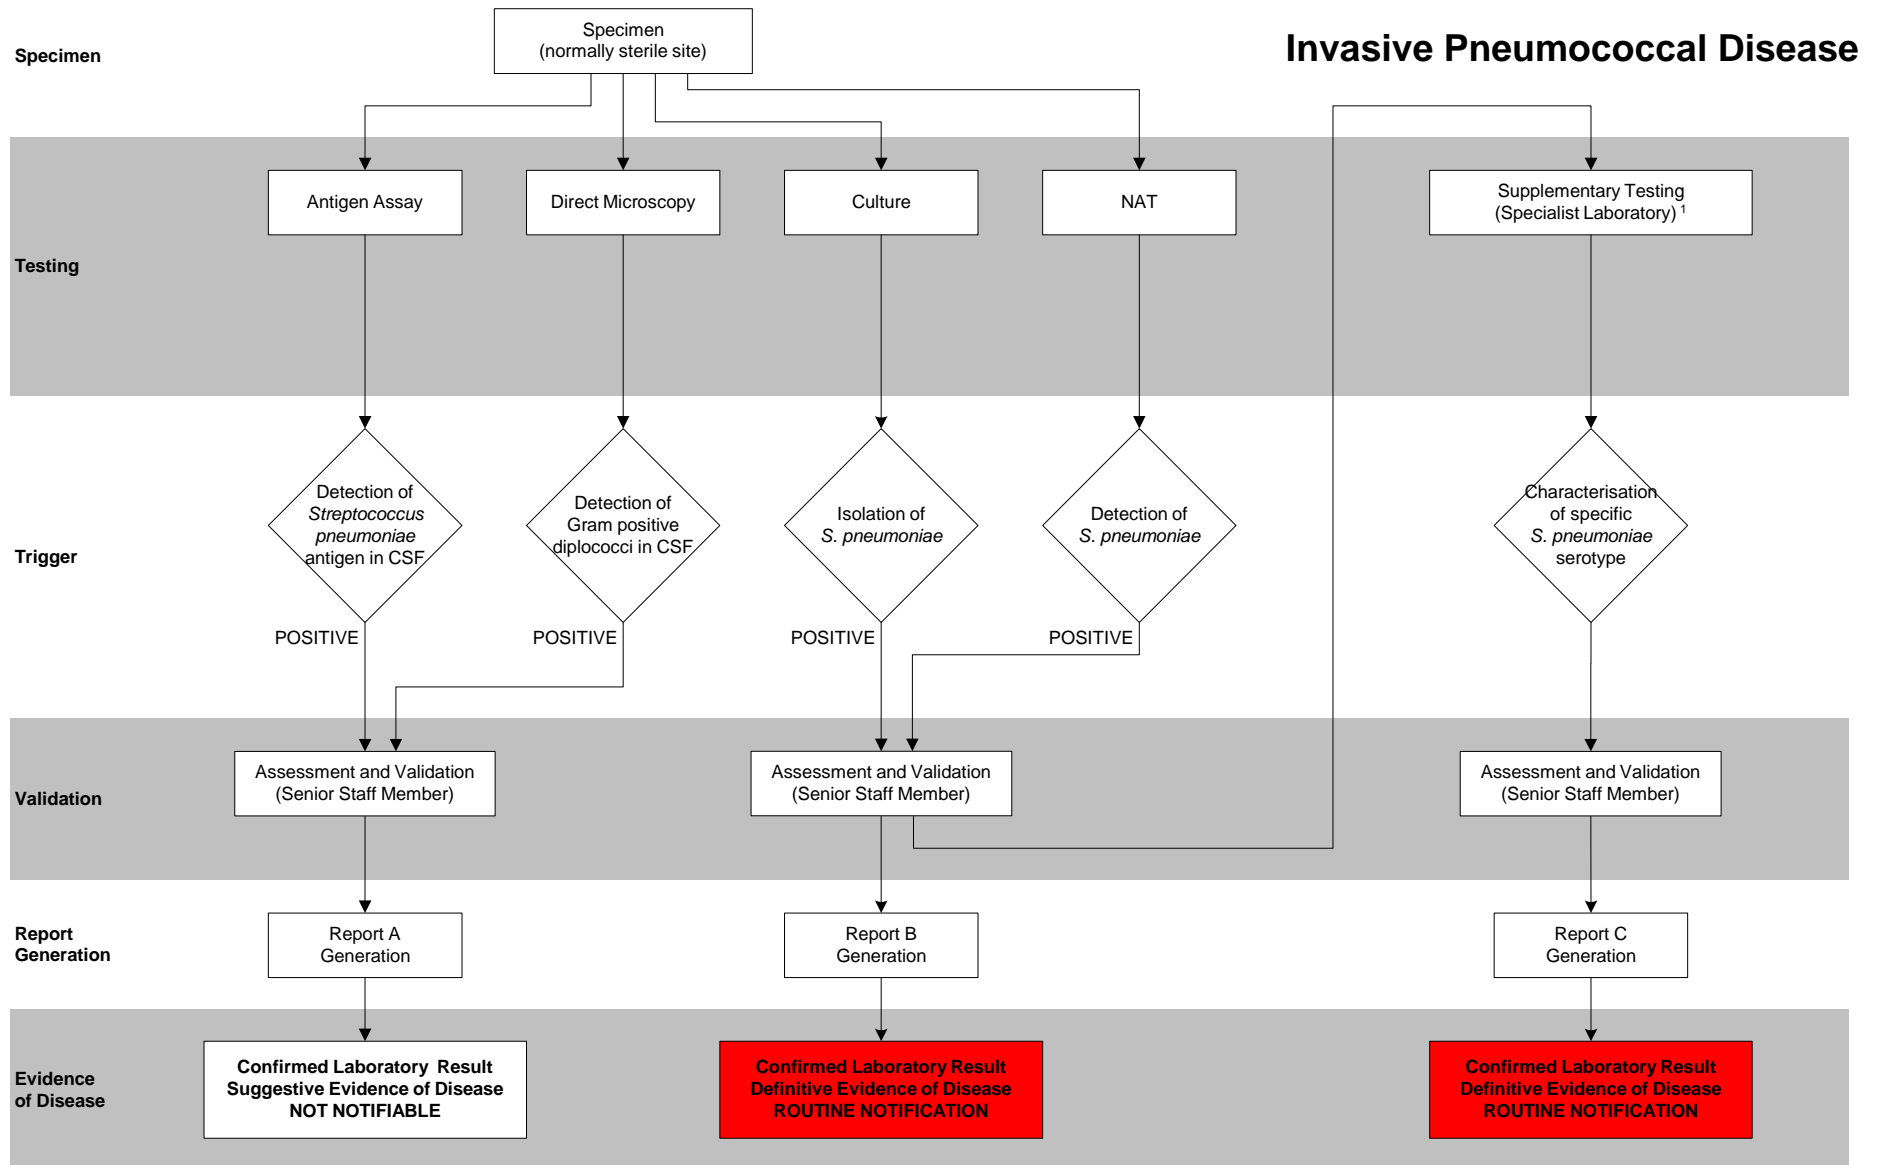 Invasive Pneumococcal Disease
Specimen
Specimen
(normally sterile site)
Testing
Antigen Assay
Direct Microscopy
Culture
NAT
Supplementary Testing
(Specialist Laboratory) 1
Trigger
Detection of
Streptococcus
pneumoniae
antigen in CSF
Detection of
Gram positive
diplococci in CSF
Isolation of
S. pneumoniae
Detection of
S. pneumoniae
Characterisation
of specific
S. pneumoniae
serotype
POSITIVE
POSITIVE
POSITIVE
POSITIVE
Validation
Assessment and Validation
(Senior Staff Member)
Assessment and Validation
(Senior Staff Member)
Assessment and Validation
(Senior Staff Member)
Report
Generation
Report A
Generation
Report B
Generation
Report C
Generation
Evidence
of Disease
Confirmed Laboratory Result
Suggestive Evidence of Disease
NOT NOTIFIABLE
Confirmed Laboratory Result
Definitive Evidence of Disease
ROUTINE NOTIFICATION
Confirmed Laboratory Result
Definitive Evidence of Disease
ROUTINE NOTIFICATION